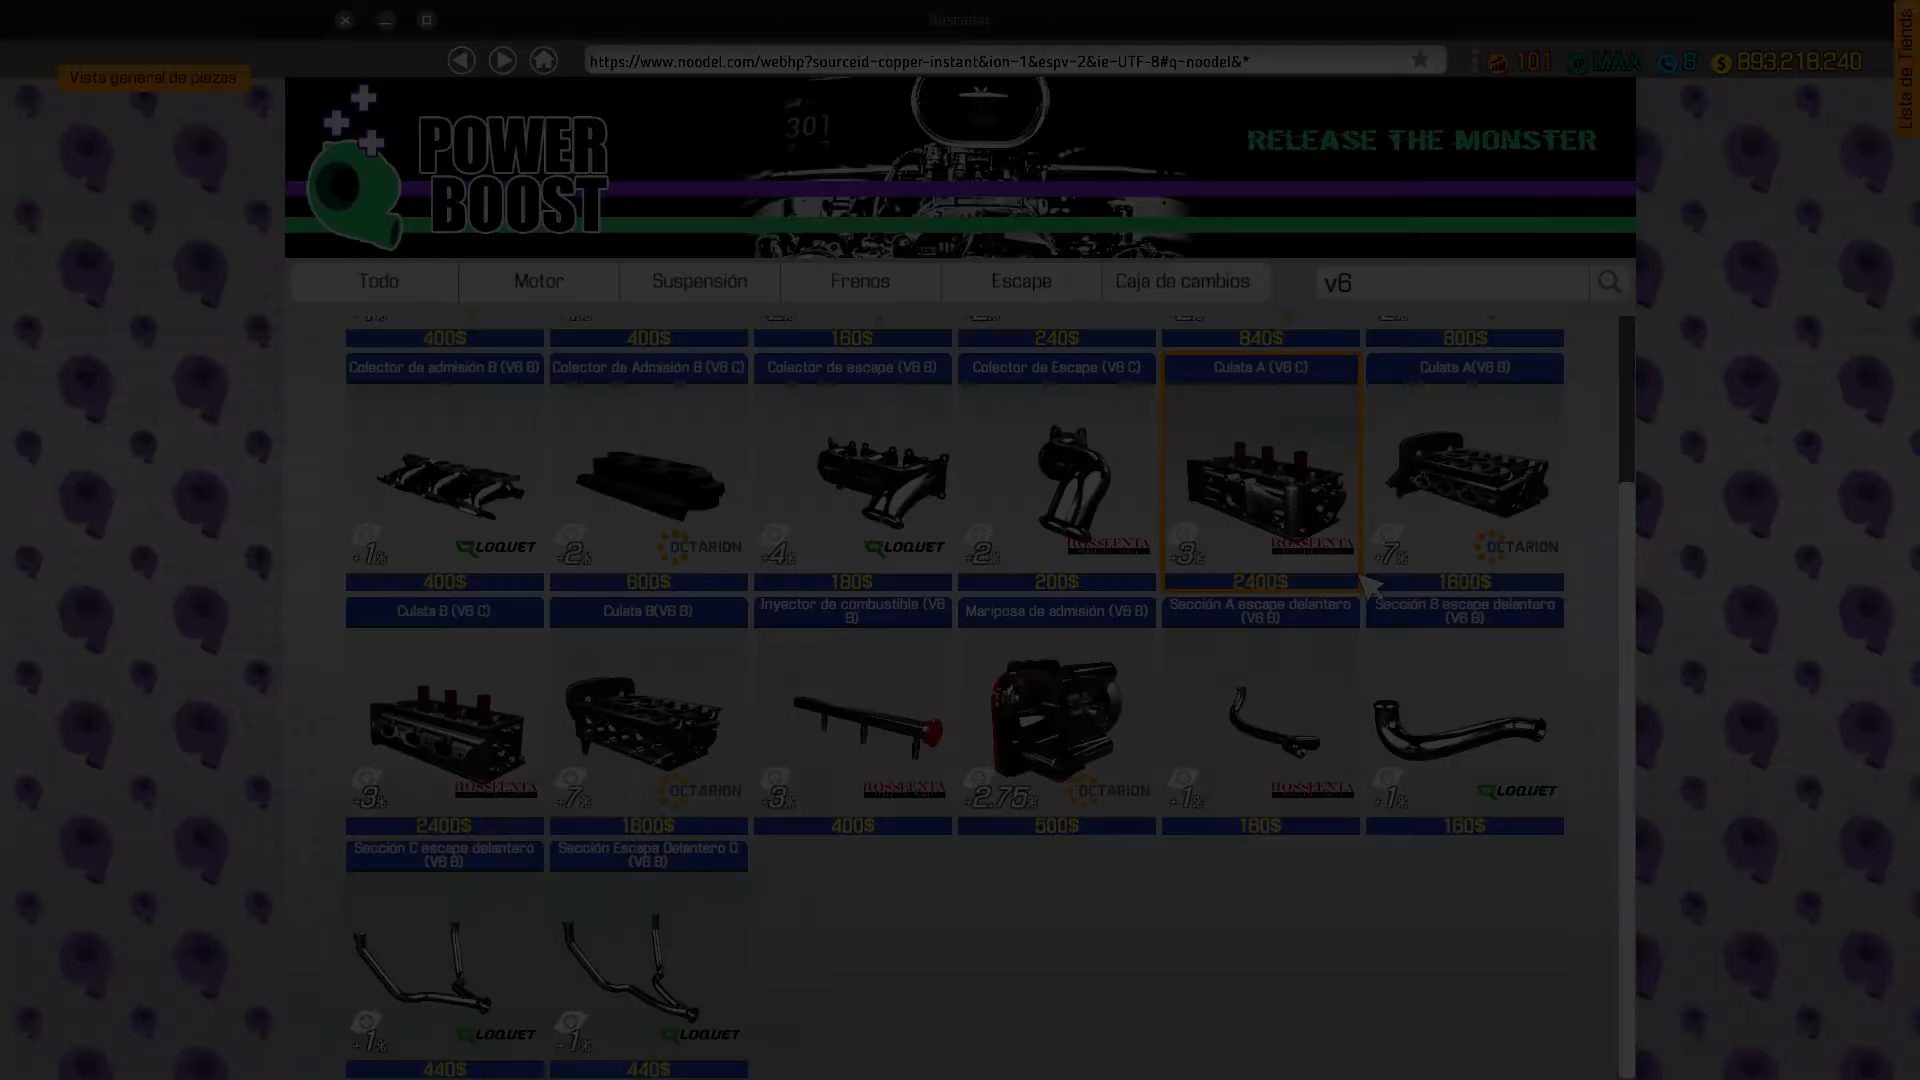 Buscador
https://www.noodel.com/webhp?sourceid-copper-instant&ion-1&espv-2&ie-UTF-8#q-noodel&*
101 MAX 6 893,218,240
Lista de Tienda
Vista general de piezas
301
POWER
BOOST
RELEASE THE MONSTER
Todo Motor Suspensión Frenos Escape Caja de cambios v6
400$ 400$ 160$ 240$ 840$ 800$
Colector de admisión B (V6 B) Colector de Admisión B (V6 C) Colector de escape (V6 B) Colector de Escape (V6 C) Culata A (V6 C) Culata A(V6 B)
+1% LOQUET +2% OCTARION +4% LOQUET +2% ROSSFENTA +3% ROSSFENTA +7% OCTARION
400$ 600$ 180$ 200$ 2400$ 1600$
Culata B (V6 C) Culata B(V6 B) Inyector de combustible (V6 B) Mariposa de admisión (V6 B) Sección A escape delantero (V6 B) Sección B escape delantero (V6 B)
+3% ROSSFENTA +7% OCTARION +3% ROSSFENTA +2.75% OCTARION +1% ROSSFENTA +1% LOQUET
2400$ 1600$ 400$ 500$ 160$ 160$
Sección C escape delantero (V6 B) Sección Escape Delantero D (V6 B)
+1% LOQUET +1% LOQUET
440$ 440$